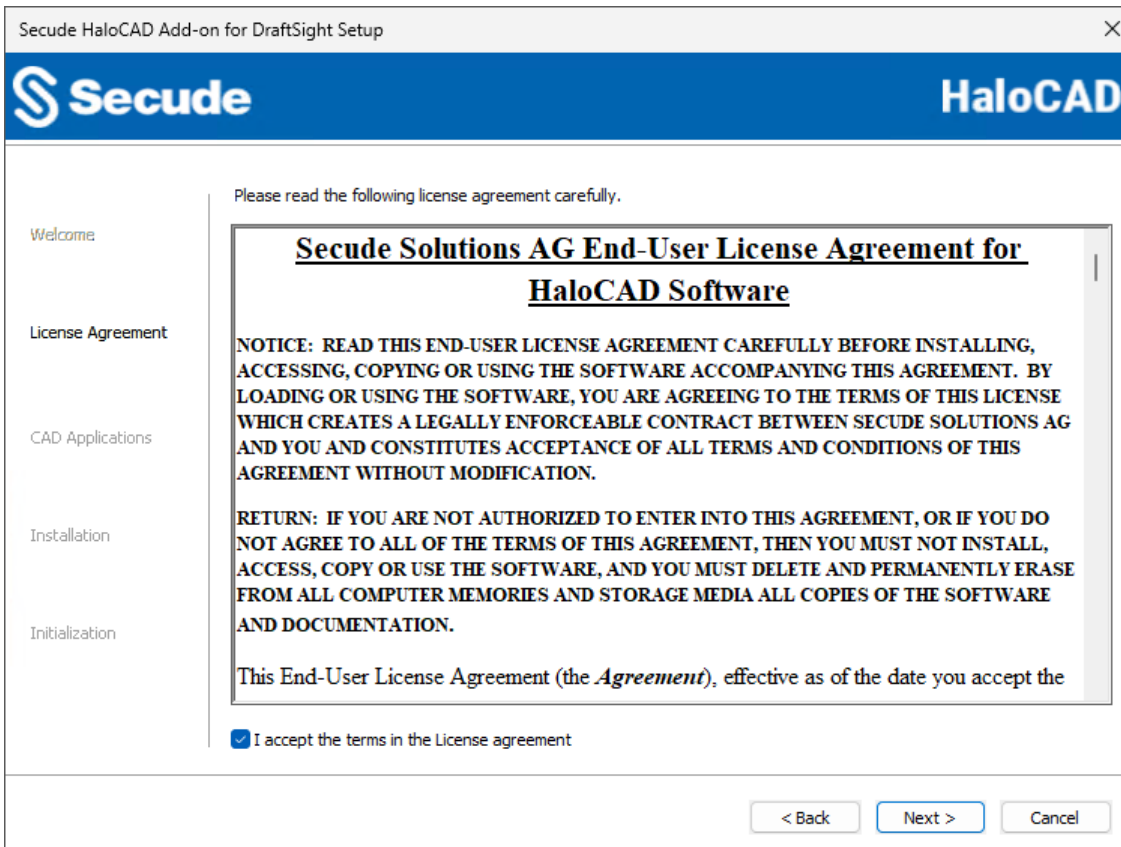 Secude HaloCAD Add-on for DraftSight Setup
Secude
HaloCAD
Please read the following license agreement carefully.
Welcome
License Agreement
CAD Applications
Installation
Initialization
Secude Solutions AG End-User License Agreement for
HaloCAD Software
NOTICE: READ THIS END-USER LICENSE AGREEMENT CAREFULLY BEFORE INSTALLING,
ACCESSING, COPYING OR USING THE SOFTWARE ACCOMPANYING THIS AGREEMENT. BY
LOADING OR USING THE SOFTWARE, YOU ARE AGREEING TO THE TERMS OF THIS LICENSE
WHICH CREATES A LEGALLY ENFORCEABLE CONTRACT BETWEEN SECUDE SOLUTIONS AG
AND YOU AND CONSTITUTES ACCEPTANCE OF ALL TERMS AND CONDITIONS OF THIS
AGREEMENT WITHOUT MODIFICATION.
RETURN: IF YOU ARE NOT AUTHORIZED TO ENTER INTO THIS AGREEMENT, OR IF YOU DO
NOT AGREE TO ALL OF THE TERMS OF THIS AGREEMENT, THEN YOU MUST NOT INSTALL,
ACCESS, COPY OR USE THE SOFTWARE, AND YOU MUST DELETE AND PERMANENTLY ERASE
FROM ALL COMPUTER MEMORIES AND STORAGE MEDIA ALL COPIES OF THE SOFTWARE
AND DOCUMENTATION.
This End-User License Agreement (the Agreement), effective as of the date you accept the
I accept the terms in the License agreement
< Back
Next >
Cancel